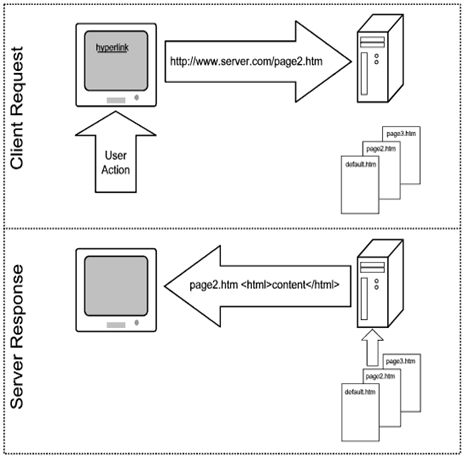 Client Request
hyperlink
http://www.server.com/page2.htm
User
Action
page3.htm
page2.htm
default.htm
Server Response
page2.htm <html>content</html>
page3.htm
page2.htm
default.htm